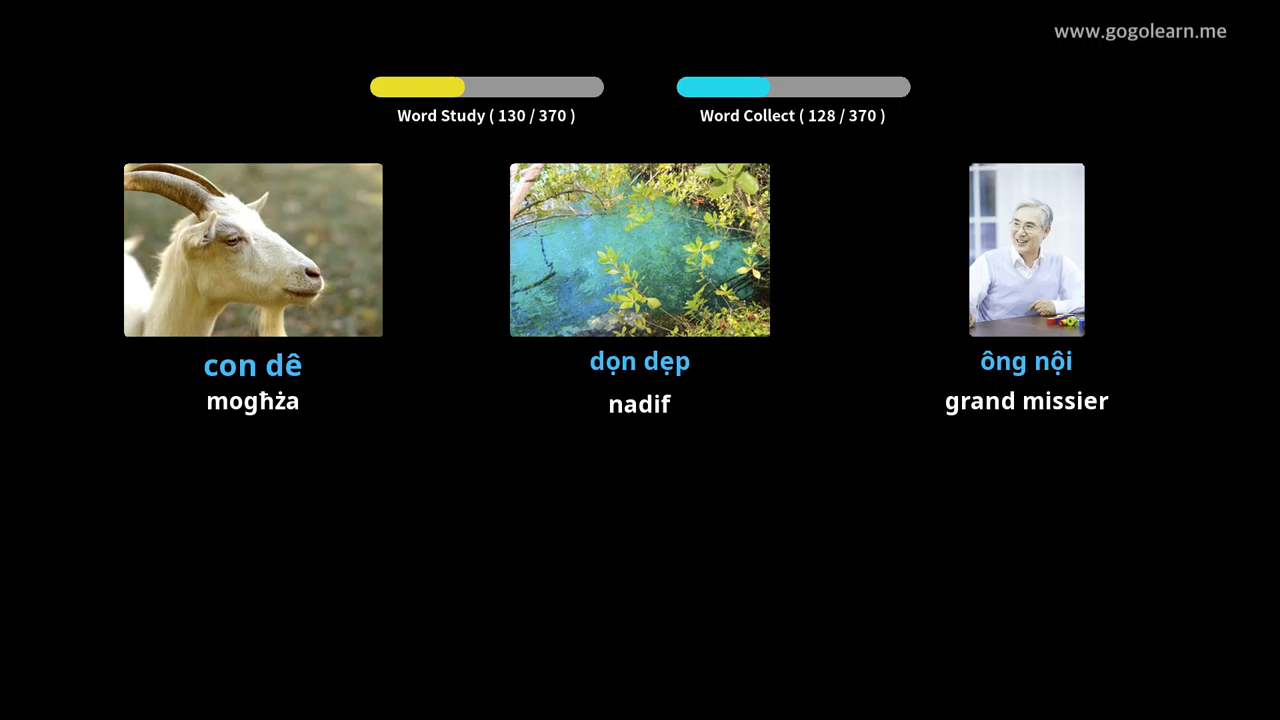 www.gogolearn.me
Word Study ( 130 / 370 )
Word Collect ( 128 / 370 )
con dê
mogħża
dọn dẹp
nadif
ông nội
grand missier